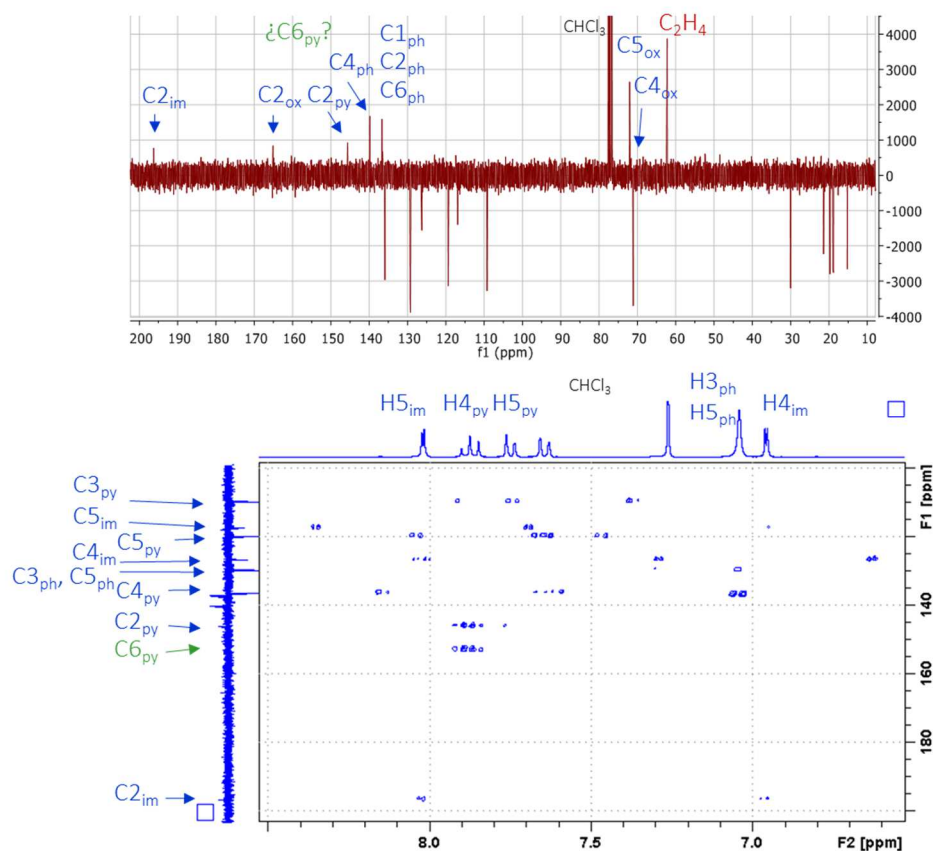 ¿C6py?
C1ph
C2ph
C6ph
C4ph
CHCl3
C2H4
C5ox
C4ox
C2im
C2ox
C2py
4000
3000
2000
1000
0
-1000
-2000
-3000
-4000
200 190 180 170 160 150 140 130 120 110 100 90 80 70 60 50 40 30 20 10
f1 (ppm)
CHCl3
H3ph
H5ph
H5im
H4py
H5py
H4im
C3py
C5im
C5py
C4im
C3ph, C5ph
C4py
C2py
C6py
C2im
F1 [ppm]
140
160
180
8.0 7.5 7.0 F2 [ppm]